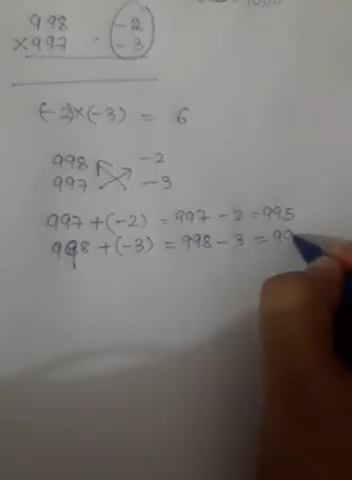 998 -2
×997 - -3
(-2)×(-3) = 6
998 -2
997 -3
997 + (-2) = 997 - 2 = 995
998 + (-3) = 998 - 3 = 99